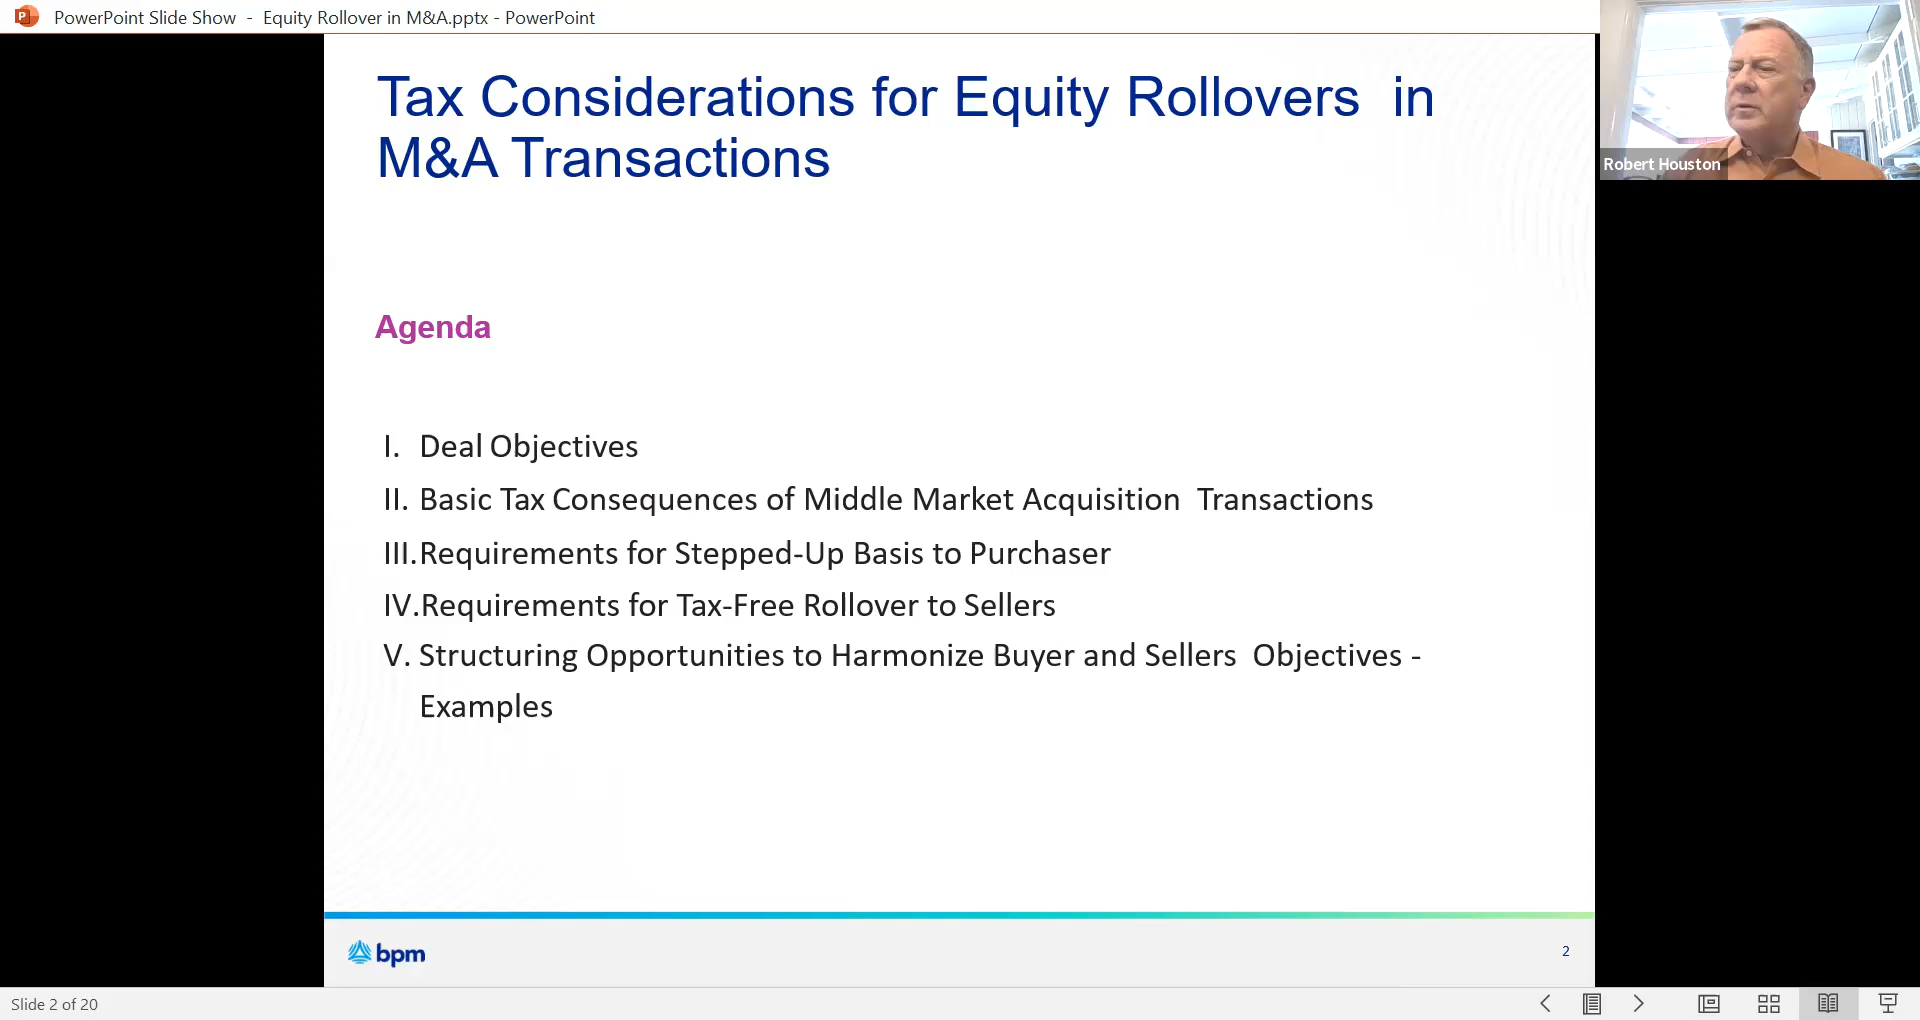 PowerPoint Slide Show - Equity Rollover in M&A.pptx - PowerPoint
Tax Considerations for Equity Rollovers in
M&A Transactions
Robert Houston
Agenda
I. Deal Objectives
II. Basic Tax Consequences of Middle Market Acquisition Transactions
III. Requirements for Stepped-Up Basis to Purchaser
IV. Requirements for Tax-Free Rollover to Sellers
V. Structuring Opportunities to Harmonize Buyer and Sellers Objectives -
Examples
bpm
2
Slide 2 of 20